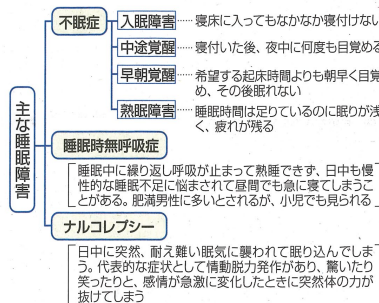 主な睡眠障害
不眠症
入眠障害……寝床に入ってもなかなか寝付けない
中途覚醒……寝付いた後、夜中に何度も目覚める
早朝覚醒……希望する起床時間よりも朝早く目覚
め、その後眠れない
熟眠障害……睡眠時間は足りているのに眠りが浅
く、疲れが残る
睡眠時無呼吸症
睡眠中に繰り返し呼吸が止まって熟睡できず、日中も慢
性的な睡眠不足に悩まされて昼間でも急に寝てしまうこ
とがある。肥満男性に多いとされるが、小児でも見られる
ナルコレプシー
日中に突然、耐え難い眠気に襲われて眠り込んでしま
う。代表的な症状として情動脱力発作があり、驚いたり
笑ったりと、感情が急激に変化したときに突然体の力が
抜けてしまう